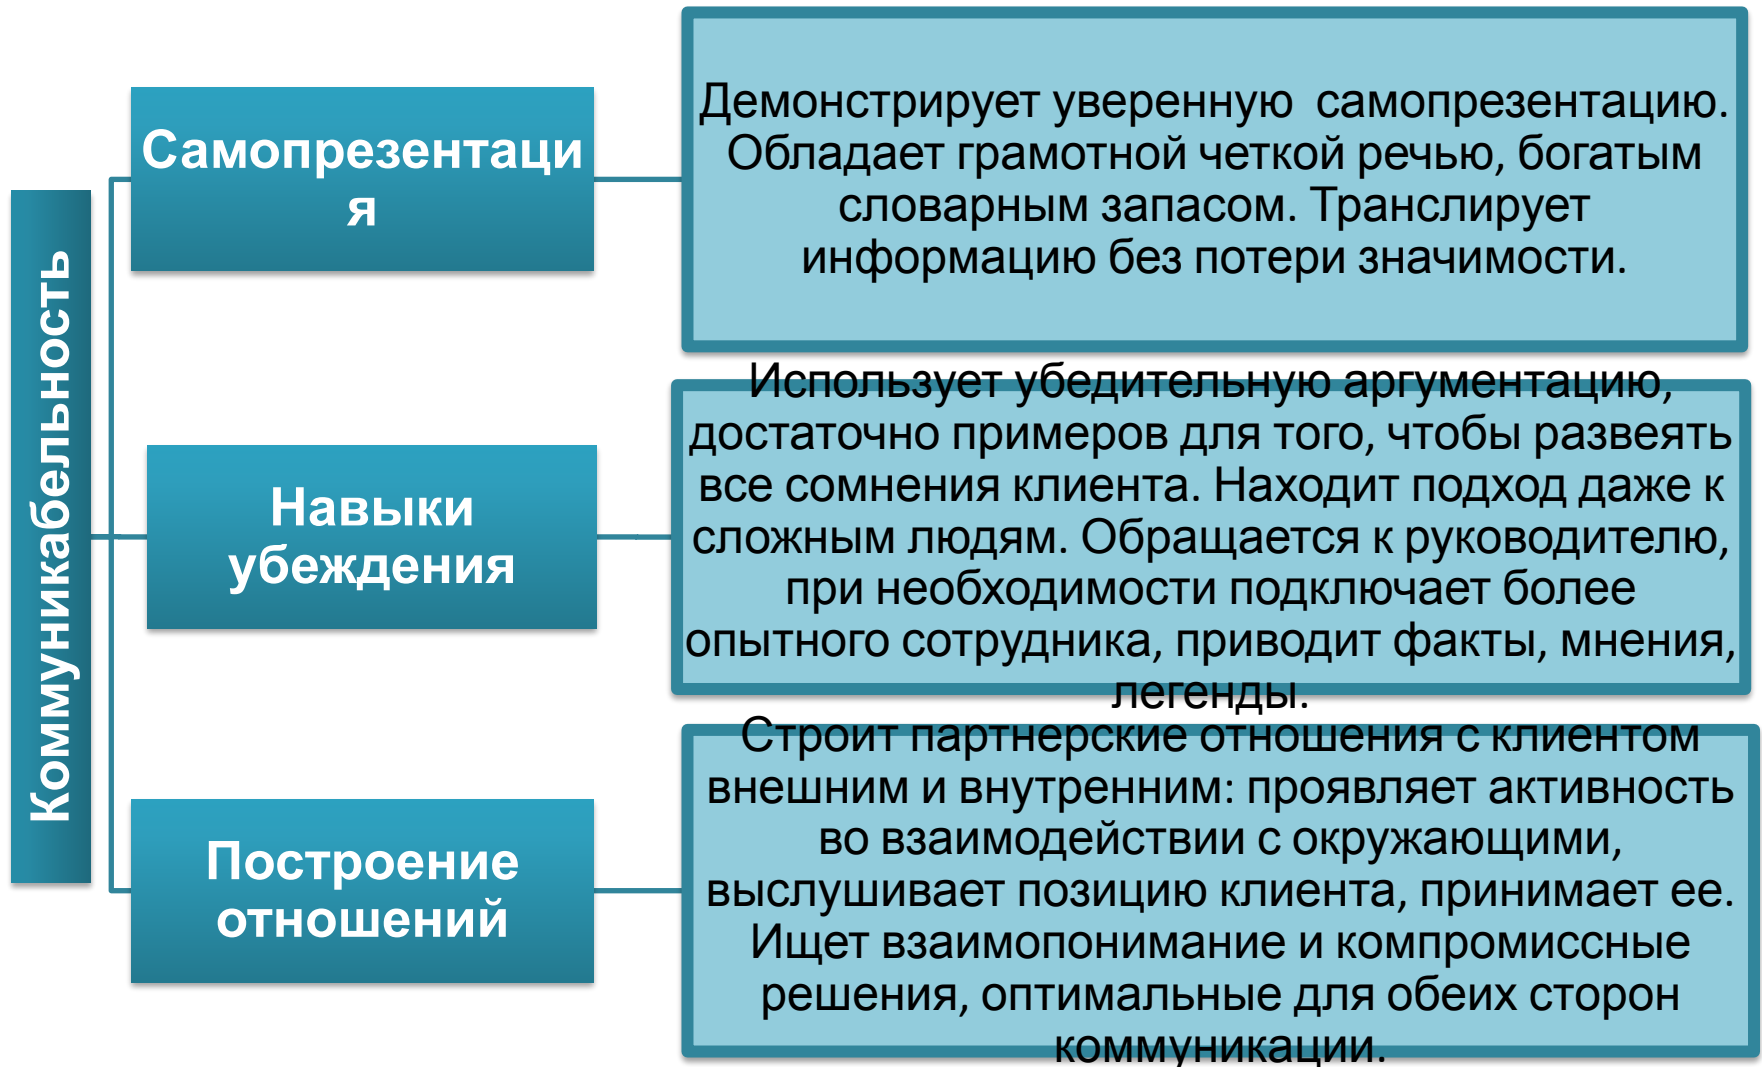 Коммуникабельность
Самопрезентаци
я
Демонстрирует уверенную  самопрезентацию.
Обладает грамотной четкой речью, богатым
словарным запасом. Транслирует
информацию без потери значимости.
Навыки
убеждения
Использует убедительную аргументацию,
достаточно примеров для того, чтобы развеять
все сомнения клиента. Находит подход даже к
сложным людям. Обращается к руководителю,
при необходимости подключает более
опытного сотрудника, приводит факты, мнения,
легенды.
Построение
отношений
Строит партнерские отношения с клиентом
внешним и внутренним: проявляет активность
во взаимодействии с окружающими,
выслушивает позицию клиента, принимает ее.
Ищет взаимопонимание и компромиссные
решения, оптимальные для обеих сторон
коммуникации.